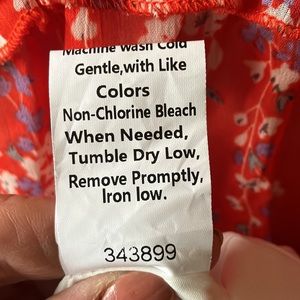 Machine Wash Cold
Gentle,with Like
Colors
Non-Chlorine Bleach
When Needed,
Tumble Dry Low,
Remove Promptly,
Iron low.
343899